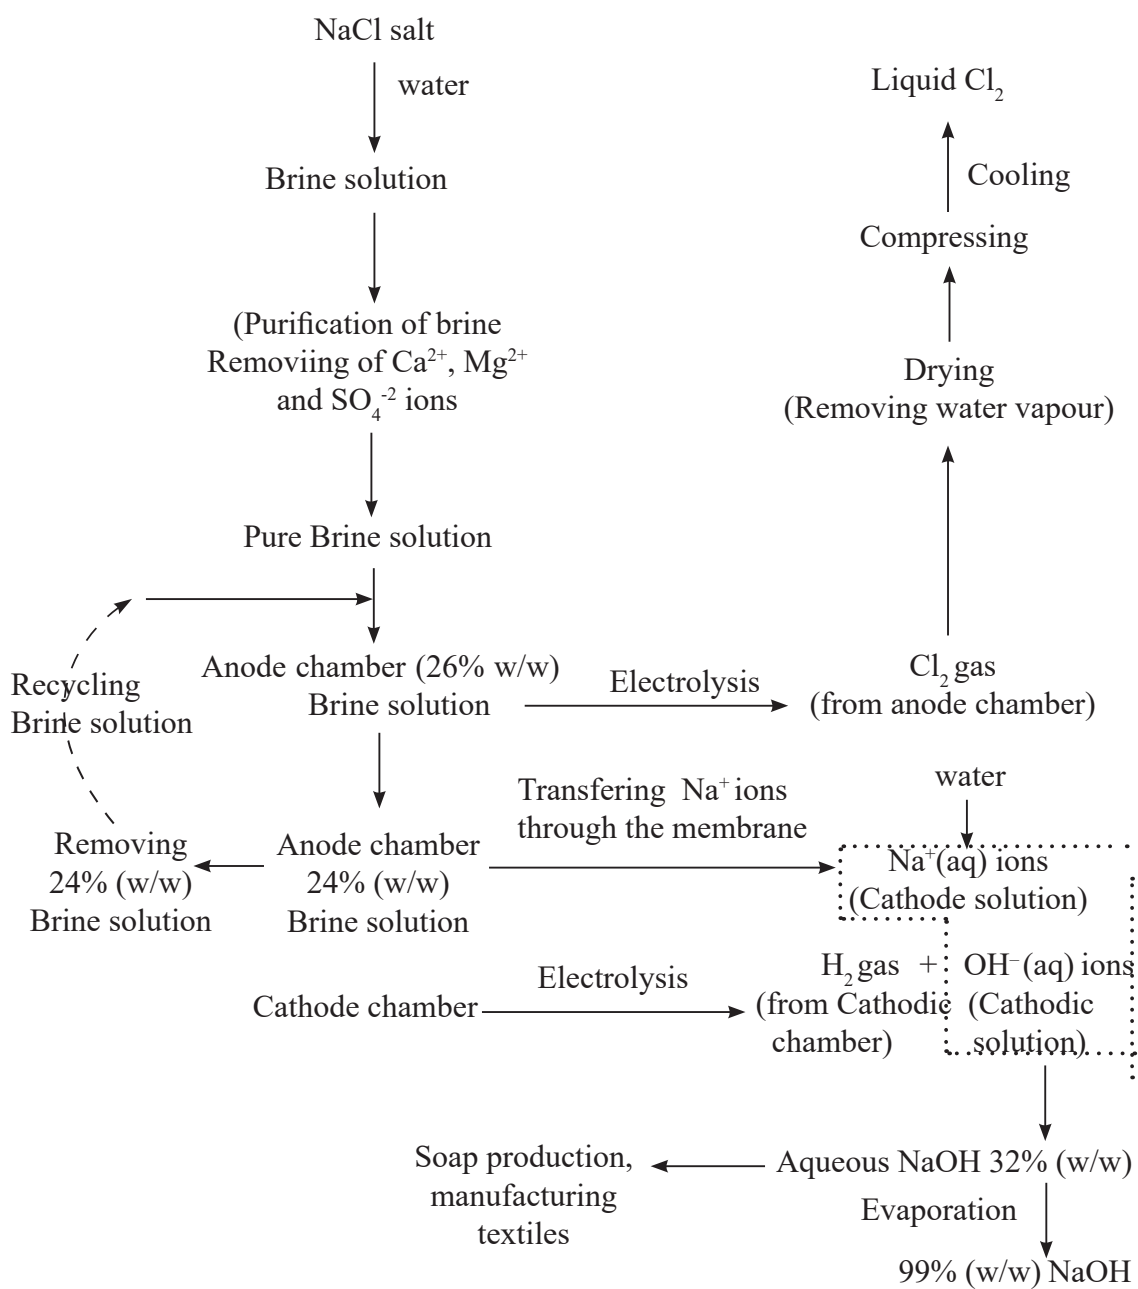 NaCl salt
water
Brine solution
(Purification of brine
Removiing of Ca²⁺, Mg²⁺
and SO₄⁻² ions
Pure Brine solution
Anode chamber (26% w/w)
Brine solution
Electrolysis
Cl₂ gas
(from anode chamber)
Drying
(Removing water vapour)
Compressing
Cooling
Liquid Cl₂
Recycling
Brine solution
Removing
24% (w/w)
Brine solution
Anode chamber
24% (w/w)
Brine solution
Transfering Na⁺ ions
through the membrane
water
Na⁺(aq) ions
(Cathode solution)
Cathode chamber
Electrolysis
H₂ gas + OH⁻ (aq) ions
(from Cathodic (Cathodic
chamber) solution)
Aqueous NaOH 32% (w/w)
Soap production,
manufacturing
textiles
Evaporation
99% (w/w) NaOH